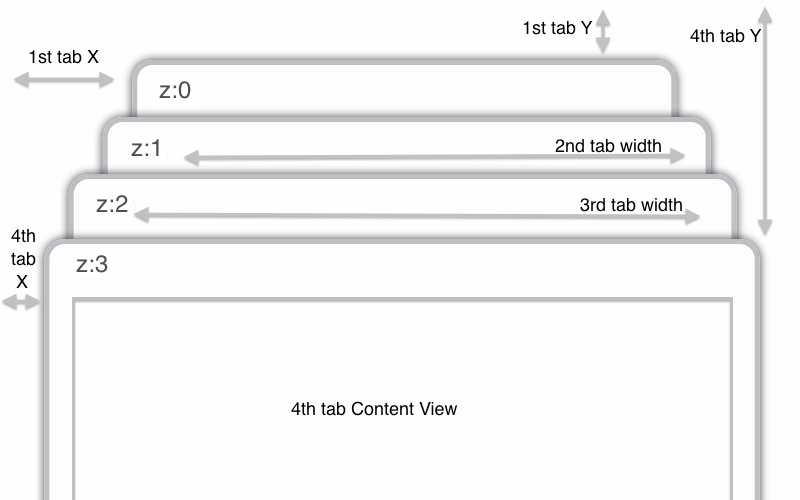 1st tab Y
4th tab Y
1st tab X
z:0
z:1
2nd tab width
z:2
3rd tab width
4th
tab
X
z:3
4th tab Content View